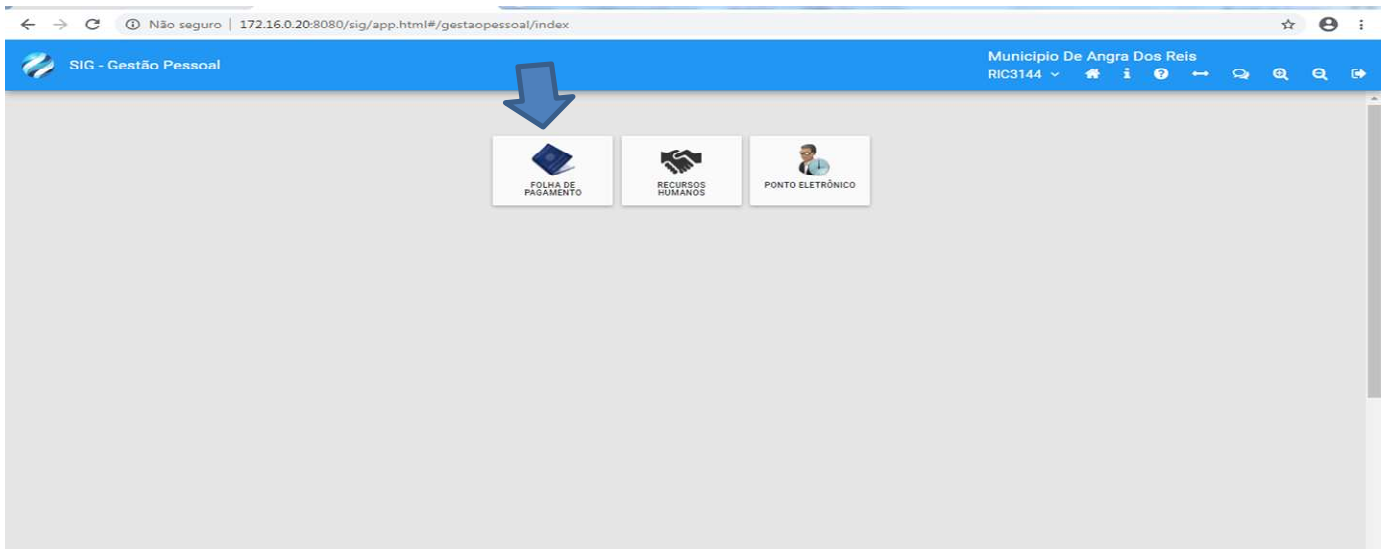 Não seguro | 172.16.0.20:8080/sig/app.html#/gestaopessoal/index
SIG - Gestão Pessoal
Municipio De Angra Dos Reis
RIC3144
FOLHA DE
PAGAMENTO
RECURSOS
HUMANOS
PONTO ELETRÔNICO